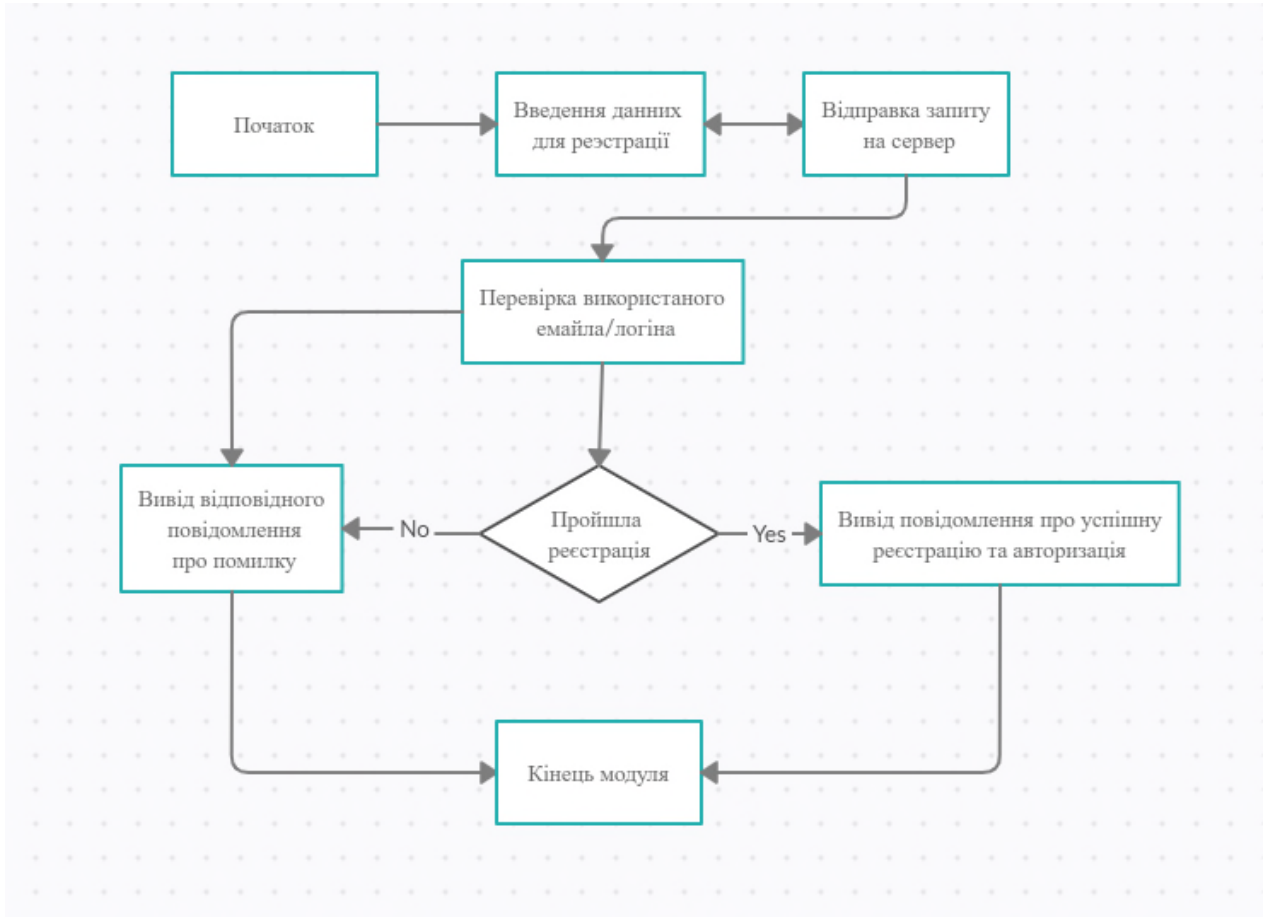 Початок
Введення данних
для реэстрації
Відправка запиту
на сервер
Перевірка використаного
емайла/логіна
Вивід відповідного
повідомлення
про помилку
No
Пройшла
реєстрація
Yes
Вивід повідомлення про успішну
реєстрацію та авторизація
Кінець модуля